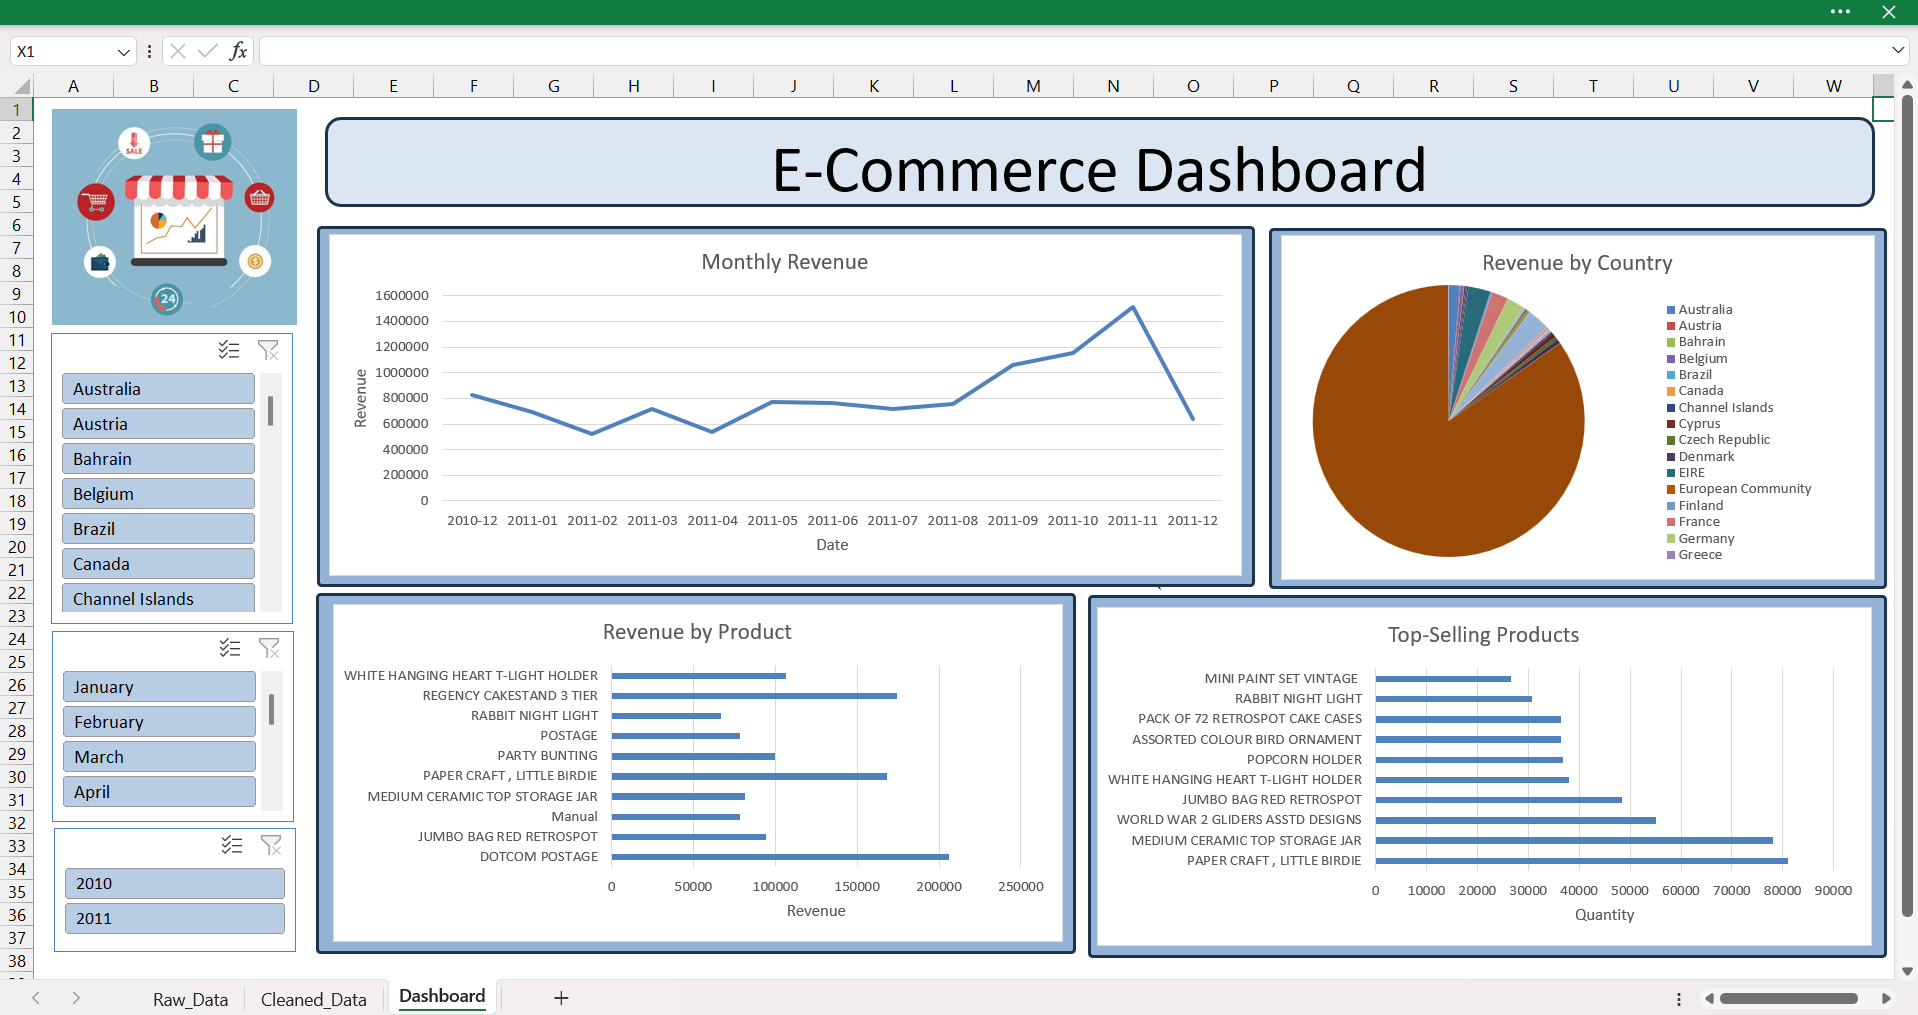 X1
fx
A B C D E F G H I J K L M N O P Q R S T U V W
1
2
3
4
5
6
7
8
9
10
11
12
13
14
15
16
17
18
19
20
21
22
23
24
25
26
27
28
29
30
31
32
33
34
35
36
37
38
SALE
24
E-Commerce Dashboard
Australia
Austria
Bahrain
Belgium
Brazil
Canada
Channel Islands
January
February
March
April
2010
2011
Monthly Revenue
Revenue
1600000
1400000
1200000
1000000
800000
600000
400000
200000
0
2010-12 2011-01 2011-02 2011-03 2011-04 2011-05 2011-06 2011-07 2011-08 2011-09 2011-10 2011-11 2011-12
Date
Revenue by Country
Australia
Austria
Bahrain
Belgium
Brazil
Canada
Channel Islands
Cyprus
Czech Republic
Denmark
EIRE
European Community
Finland
France
Germany
Greece
Revenue by Product
WHITE HANGING HEART T-LIGHT HOLDER
REGENCY CAKESTAND 3 TIER
RABBIT NIGHT LIGHT
POSTAGE
PARTY BUNTING
PAPER CRAFT , LITTLE BIRDIE
MEDIUM CERAMIC TOP STORAGE JAR
Manual
JUMBO BAG RED RETROSPOT
DOTCOM POSTAGE
0 50000 100000 150000 200000 250000
Revenue
Top-Selling Products
MINI PAINT SET VINTAGE
RABBIT NIGHT LIGHT
PACK OF 72 RETROSPOT CAKE CASES
ASSORTED COLOUR BIRD ORNAMENT
POPCORN HOLDER
WHITE HANGING HEART T-LIGHT HOLDER
JUMBO BAG RED RETROSPOT
WORLD WAR 2 GLIDERS ASSTD DESIGNS
MEDIUM CERAMIC TOP STORAGE JAR
PAPER CRAFT , LITTLE BIRDIE
0 10000 20000 30000 40000 50000 60000 70000 80000 90000
Quantity
Raw_Data Cleaned_Data Dashboard